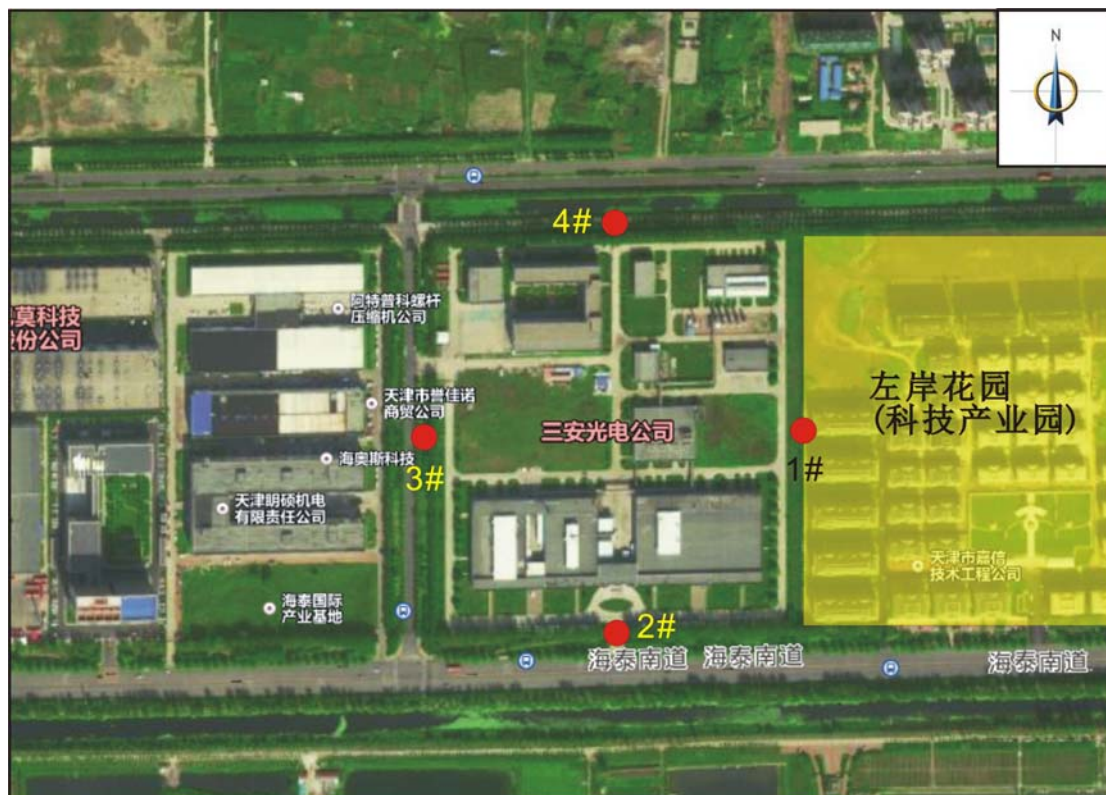 N
4#
莫科技
份公司
阿特普科螺杆
压缩机公司
左岸花园
(科技产业园)
天津市誉佳诺
商贸公司
三安光电公司
1#
3#
海奥斯科技
天津朗硕机电
有限责任公司
天津市嘉信
技术工程公司
海泰国际
产业基地
2#
海泰南道
海泰南道
海泰南道